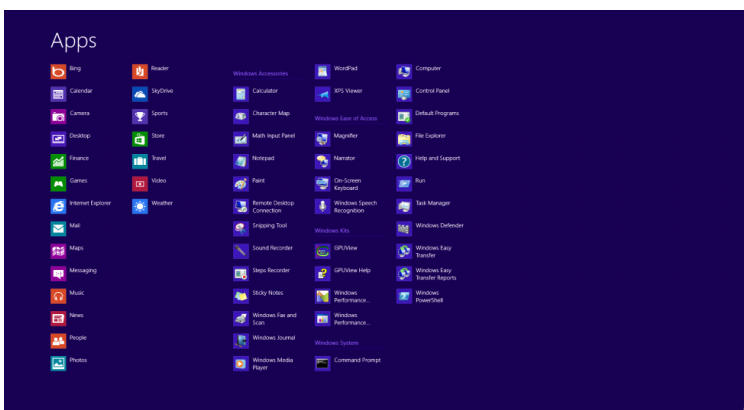 Apps
Bing
Calendar
Camera
Desktop
Finance
Games
Internet Explorer
Mail
Maps
Messaging
Music
News
People
Photos
Reader
SkyDrive
Sports
Store
Travel
Video
Weather
Windows Accessories
Calculator
Character Map
Math Input Panel
Notepad
Paint
Remote Desktop
Connection
Snipping Tool
Sound Recorder
Steps Recorder
Sticky Notes
Windows Fax and
Scan
Windows Journal
Windows Media
Player
WordPad
XPS Viewer
Windows Ease of Access
Magnifier
Narrator
On-Screen
Keyboard
Windows Speech
Recognition
Windows Kits
GPUView
GPUView Help
Windows
Performance...
Windows
Performance...
Windows System
Command Prompt
Computer
Control Panel
Default Programs
File Explorer
Help and Support
Run
Task Manager
Windows Defender
Windows Easy
Transfer
Windows Easy
Transfer Reports
Windows
PowerShell